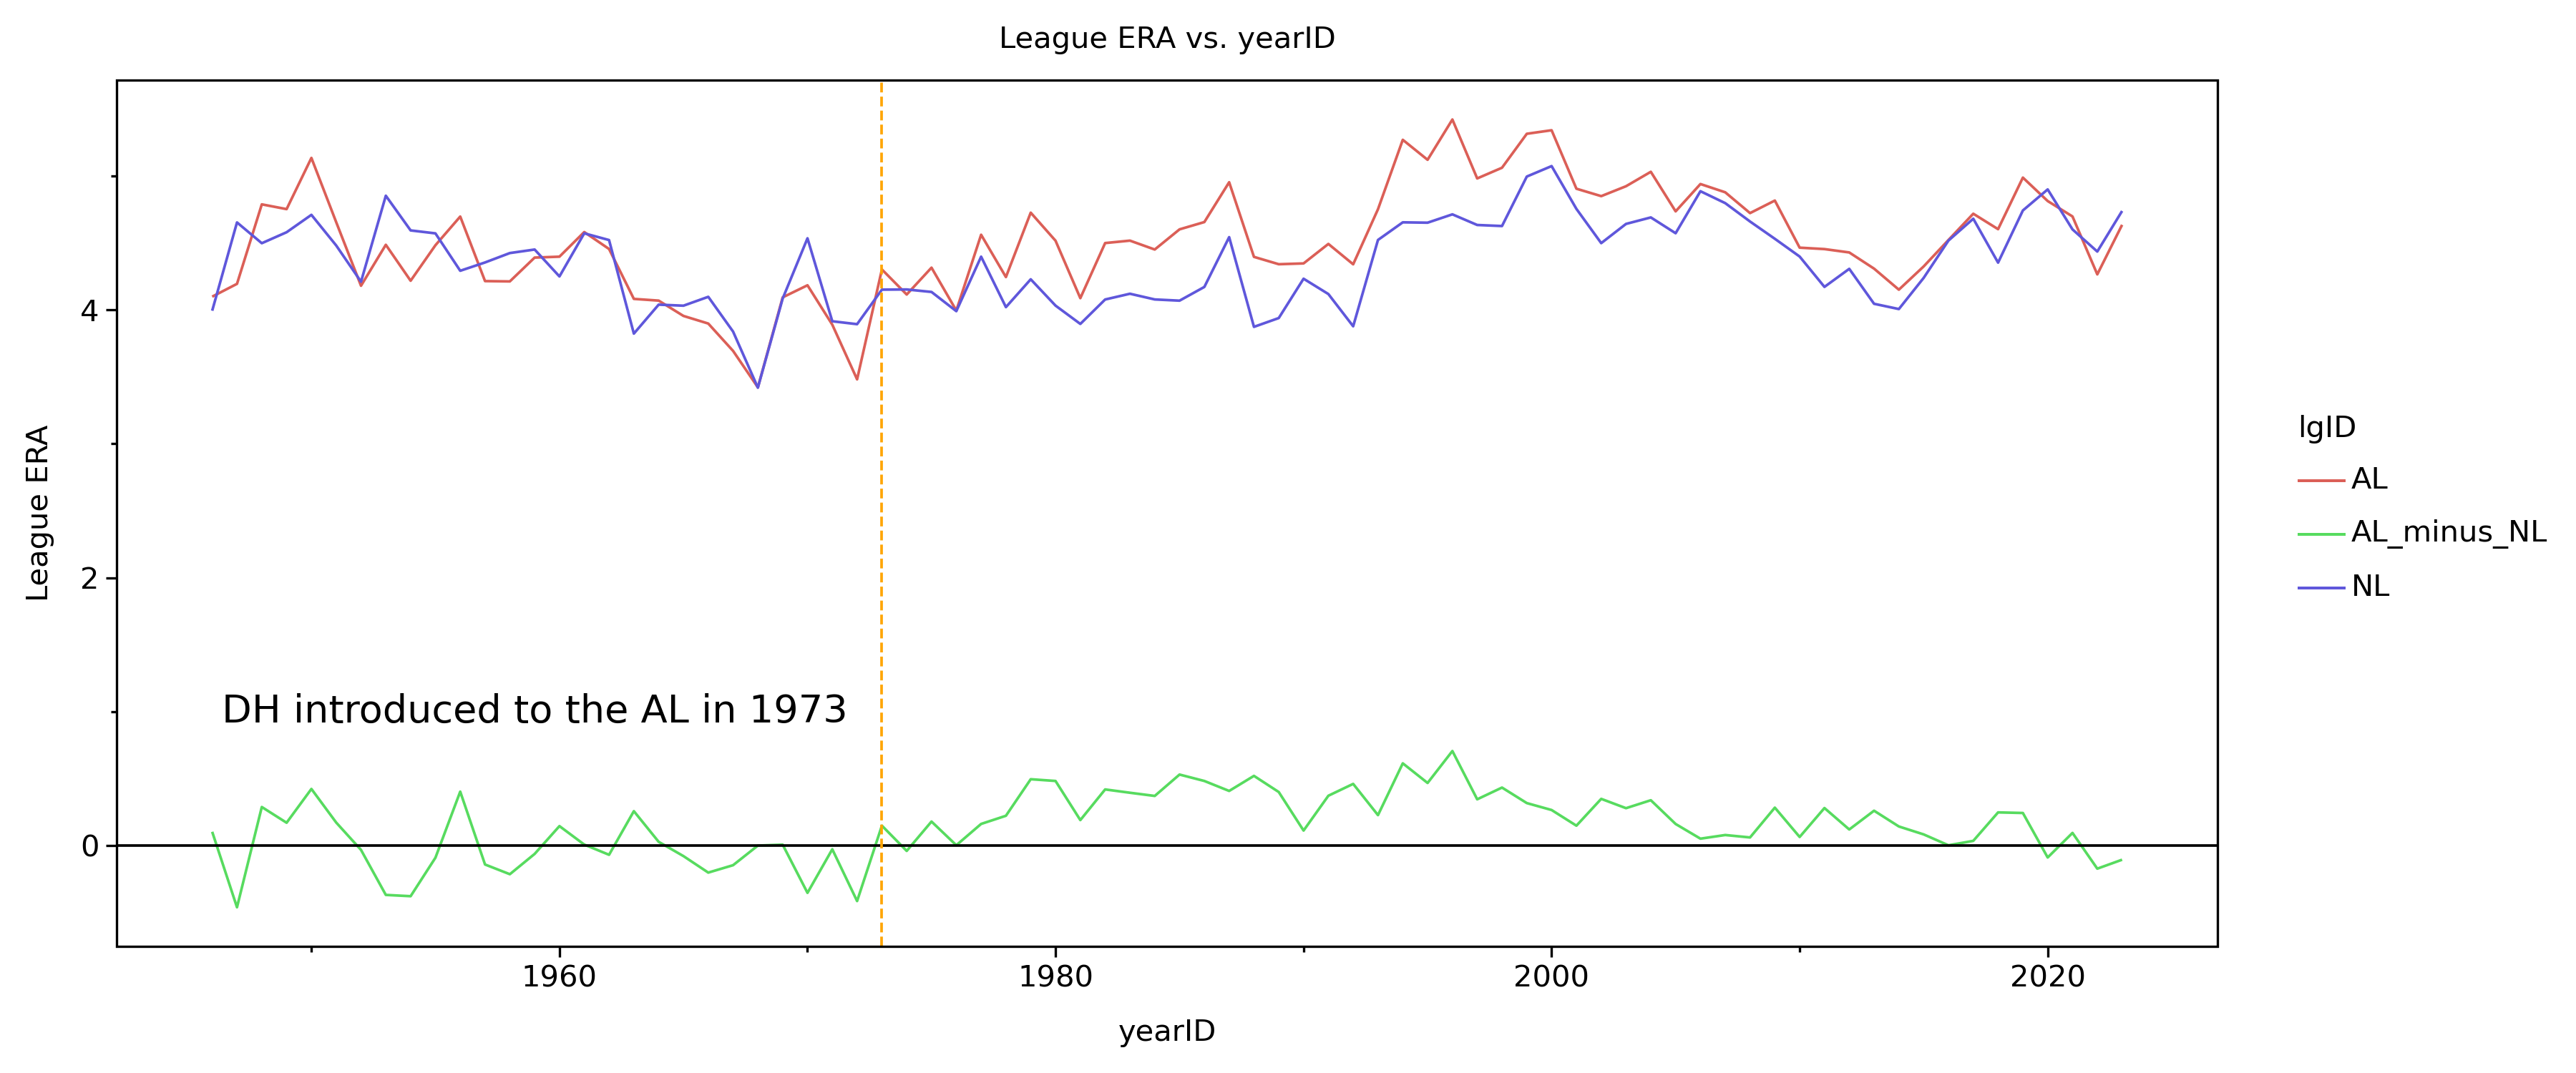 League ERA vs. yearID
League ERA
4
2
0
DH introduced to the AL in 1973
1960
1980
2000
2020
yearID
lgID
AL
AL_minus_NL
NL